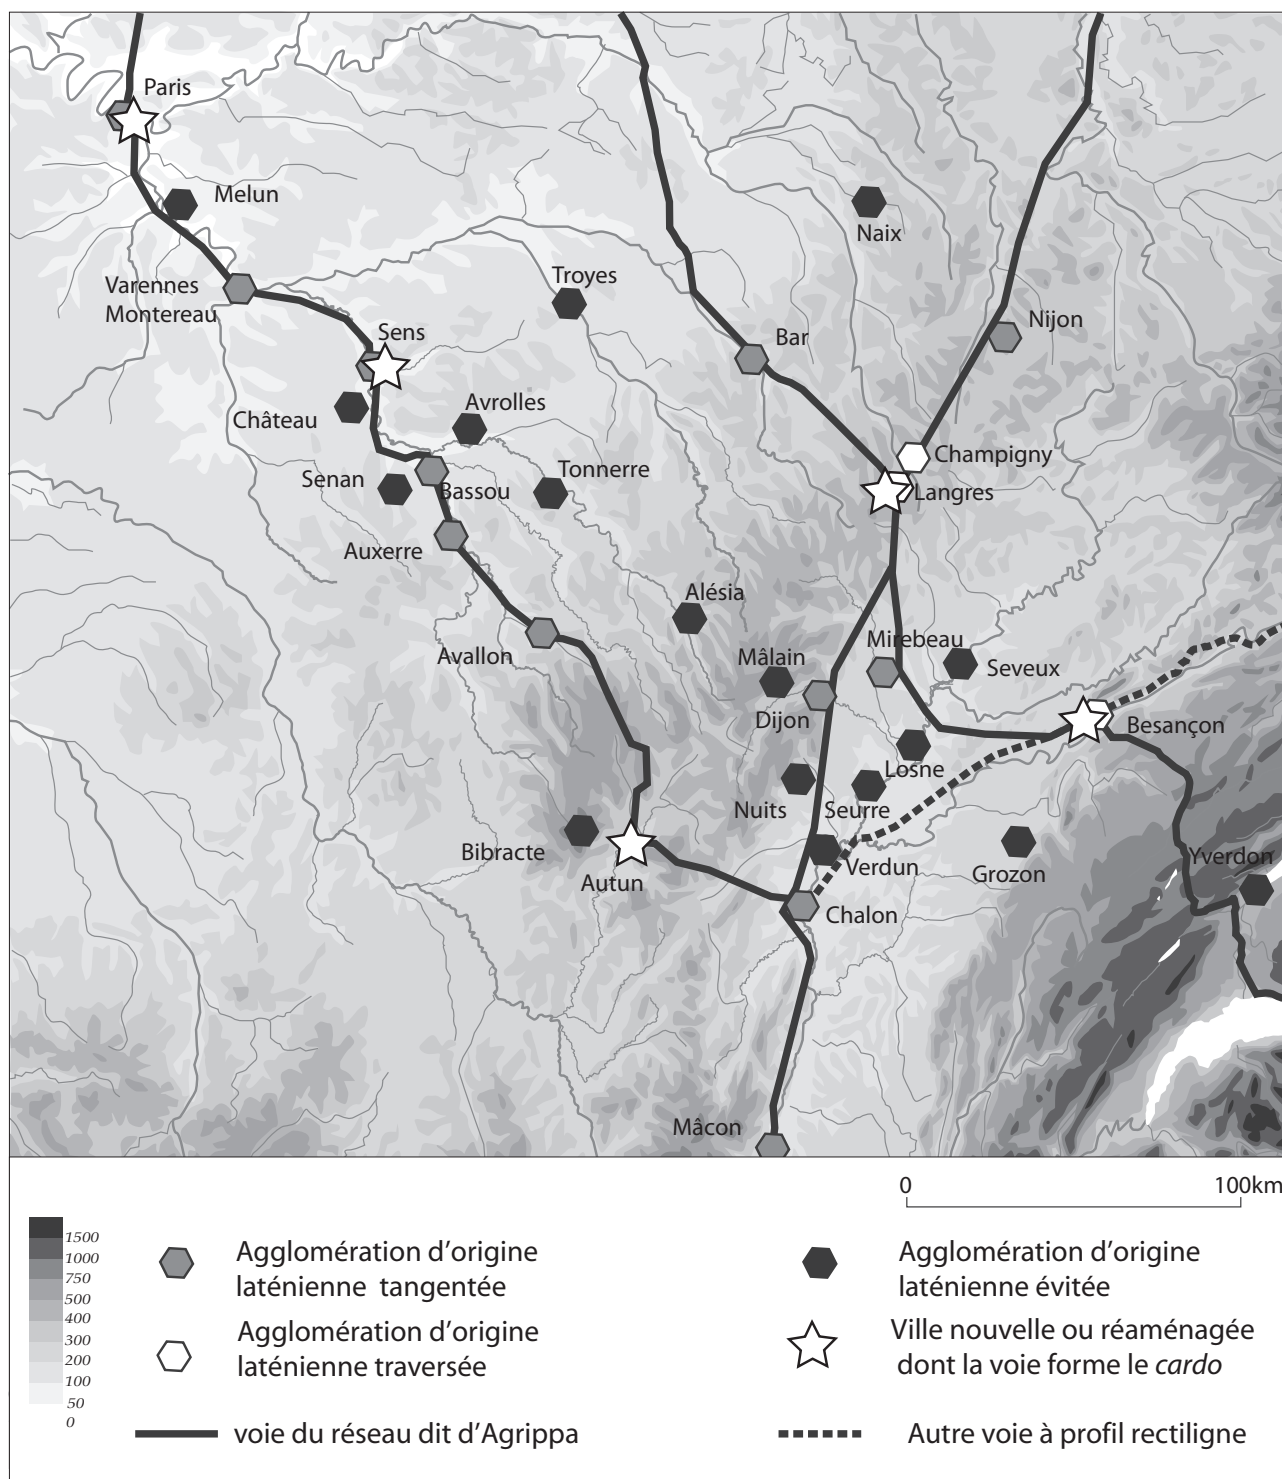 Paris
Melun
Naix
Varennes
Montereau
Troyes
Nijon
Sens
Bar
Château
Avrolles
Champigny
Senan
Tonnerre
Bassou
Langres
Auxerre
Alésia
Mirebeau
Avallon
Mâlain
Seveux
Dijon
Besançon
Losne
Nuits
Seurre
Bibracte
Verdun
Yverdon
Autun
Grozon
Chalon
Mâcon
0 100km
1500
1000
750
500
400
300
200
100
50
0
Agglomération d’origine
laténienne tangentée
Agglomération d’origine
laténienne évitée
Agglomération d’origine
laténienne traversée
Ville nouvelle ou réaménagée
dont la voie forme le cardo
voie du réseau dit d’Agrippa
Autre voie à profil rectiligne